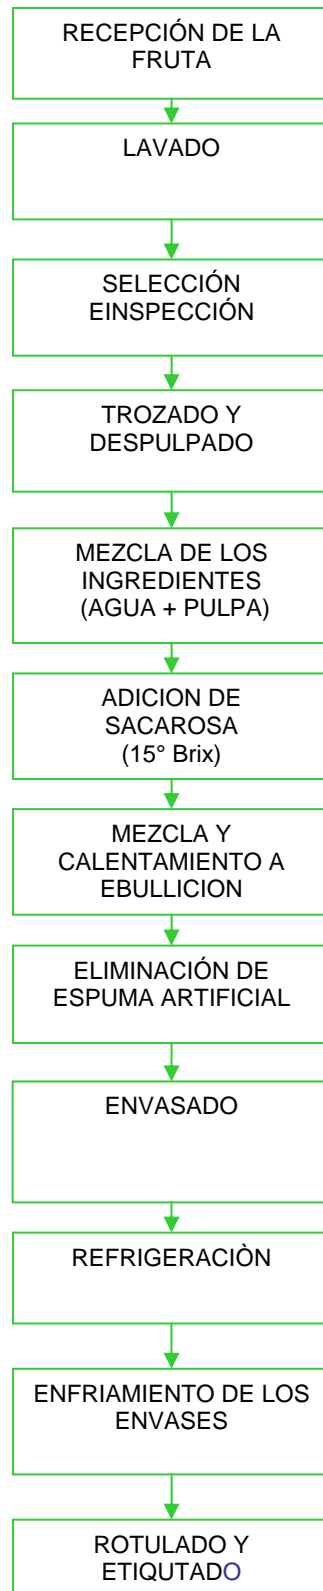 RECEPCIÓN DE LA
FRUTA
LAVADO
SELECCIÓN
EINSPECCIÓN
TROZADO Y
DESPULPADO
MEZCLA DE LOS
INGREDIENTES
(AGUA + PULPA)
ADICION DE
SACAROSA
(15° Brix)
MEZCLA Y
CALENTAMIENTO A
EBULLICION
ELIMINACIÓN DE
ESPUMA ARTIFICIAL
ENVASADO
REFRIGERACIÒN
ENFRIAMIENTO DE LOS
ENVASES
ROTULADO Y
ETIQUTADO